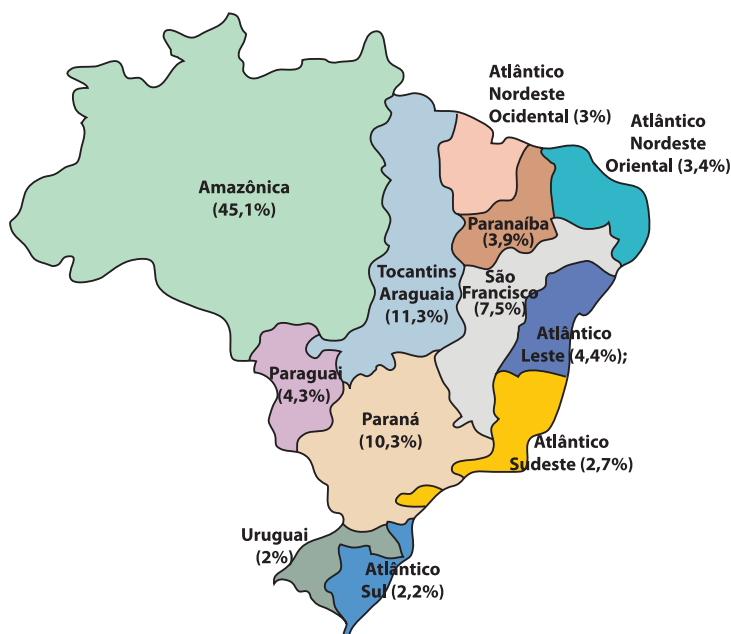 Atlântico
Nordeste
Ocidental (3%)
Atlântico
Nordeste
Oriental (3,4%)
Amazônica
(45,1%)
Paranaíba
(3,9%)
Tocantins
Araguaia
(11,3%)
São
Francisco
(7,5%)
Atlântico
Leste (4,4%);
Paraguai
(4,3%)
Paraná
(10,3%)
Atlântico
Sudeste (2,7%)
Uruguai
(2%)
Atlântico
Sul (2,2%)